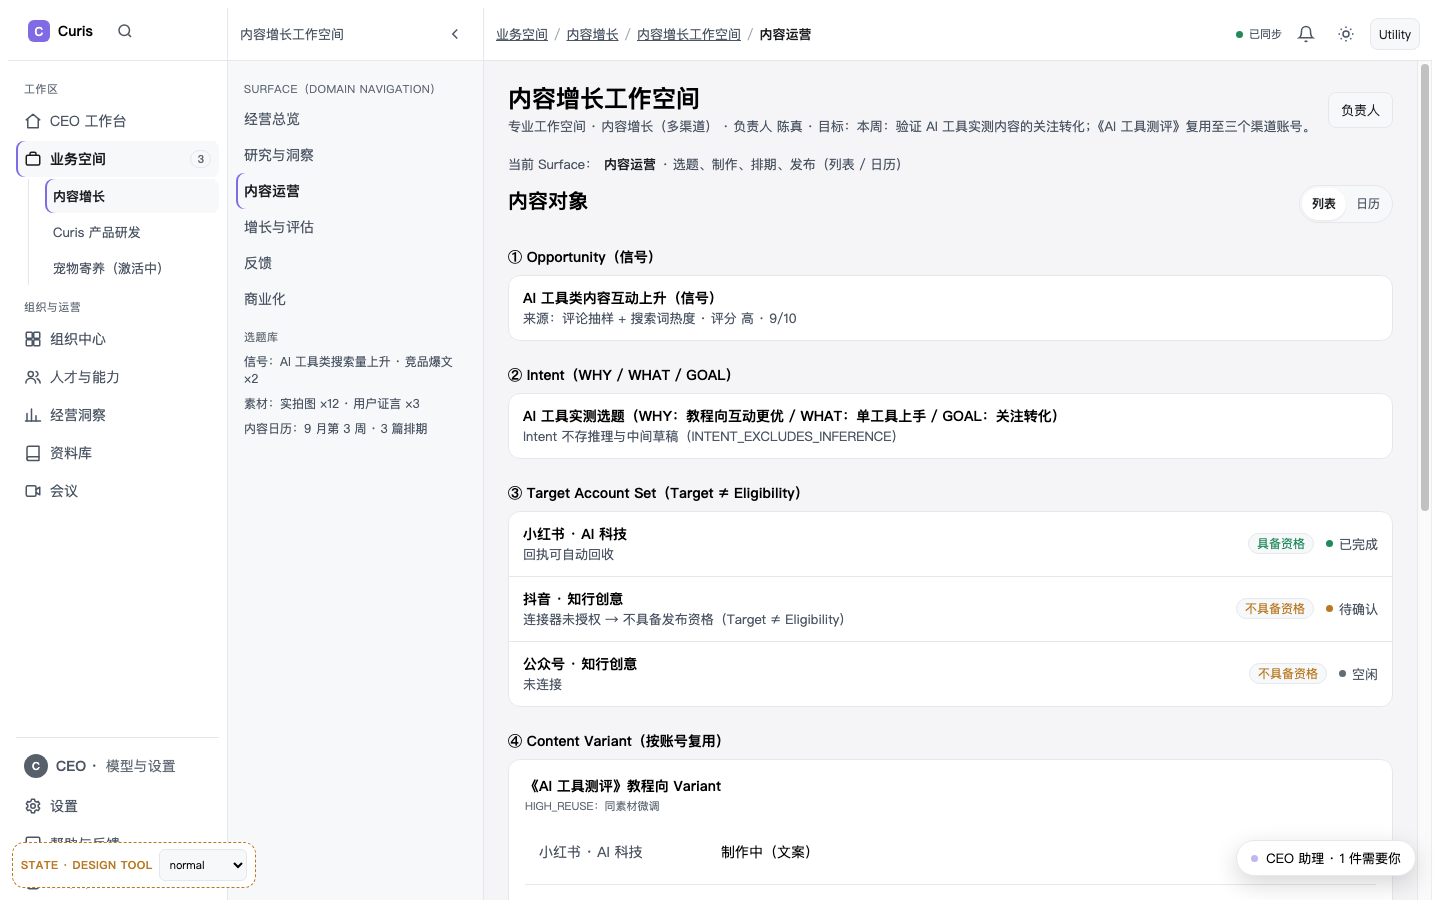 C Curis
内容增长工作空间
业务空间 / 内容增长 / 内容增长工作空间 / 内容运营
已同步
Utility
工作区
CEO 工作台
业务空间 3
内容增长
Curis 产品研发
宠物寄养（激活中）
组织与运营
组织中心
人才与能力
经营洞察
资料库
会议
C CEO · 模型与设置
设置
帮助与反馈
STATE · DESIGN TOOL normal
SURFACE（DOMAIN NAVIGATION）
经营总览
研究与洞察
内容运营
增长与评估
反馈
商业化
选题库
信号：AI 工具类搜索量上升 · 竞品爆文
×2
素材：实拍图 ×12 · 用户证言 ×3
内容日历：9 月第 3 周 · 3 篇排期
内容增长工作空间
专业工作空间 · 内容增长（多渠道） · 负责人 陈真 · 目标：本周：验证 AI 工具实测内容的关注转化；《AI 工具测评》复用至三个渠道账号。
负责人
当前 Surface： 内容运营 · 选题、制作、排期、发布（列表 / 日历）
内容对象
列表 日历
① Opportunity（信号）
AI 工具类内容互动上升（信号）
来源：评论抽样 + 搜索词热度 · 评分 高 · 9/10
② Intent（WHY / WHAT / GOAL）
AI 工具实测选题（WHY：教程向互动更优 / WHAT：单工具上手 / GOAL：关注转化）
Intent 不存推理与中间草稿（INTENT_EXCLUDES_INFERENCE）
③ Target Account Set（Target ≠ Eligibility）
小红书 · AI 科技
回执可自动回收
具备资格 已完成
抖音 · 知行创意
连接器未授权 → 不具备发布资格（Target ≠ Eligibility）
不具备资格 待确认
公众号 · 知行创意
未连接
不具备资格 空闲
④ Content Variant（按账号复用）
《AI 工具测评》教程向 Variant
HIGH_REUSE：同素材微调
小红书 · AI 科技 制作中（文案）
CEO 助理 · 1 件需要你